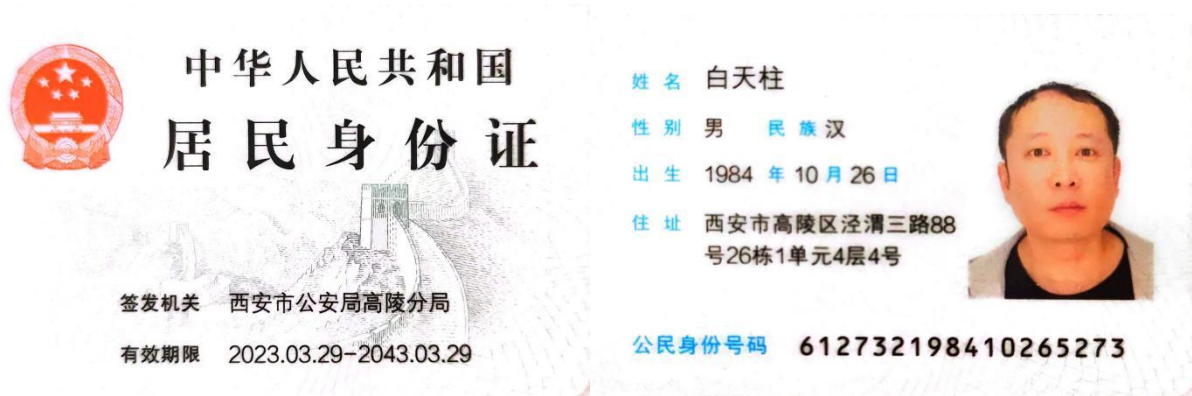 中华人民共和国
居民身份证
签发机关 西安市公安局高陵分局
有效期限 2023.03.29-2043.03.29
姓名 白天柱
性别 男 民族 汉
出生 1984 年 10 月 26 日
住址 西安市高陵区泾渭三路88
号26栋1单元4层4号
公民身份号码 612732198410265273